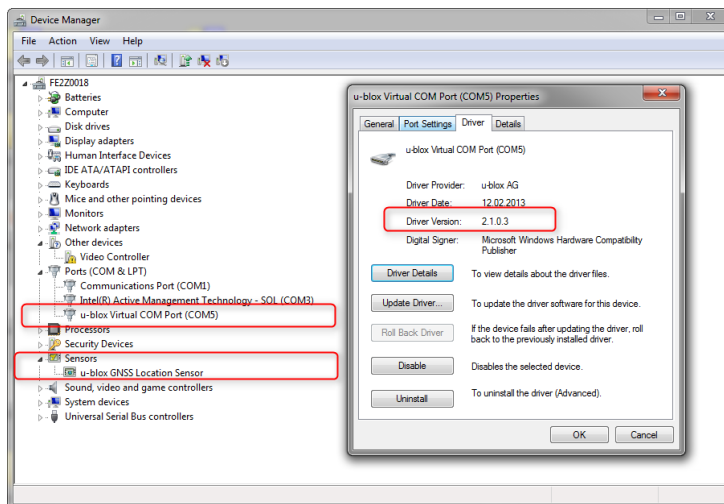 Device Manager
File Action View Help
FE2Z0018
Batteries
Computer
Disk drives
Display adapters
Human Interface Devices
IDE ATA/ATAPI controllers
Keyboards
Mice and other pointing devices
Monitors
Network adapters
Other devices
Video Controller
Ports (COM & LPT)
Communications Port (COM1)
Intel(R) Active Management Technology - SOL (COM3)
u-blox Virtual COM Port (COM5)
Processors
Security Devices
Sensors
u-blox GNSS Location Sensor
Sound, video and game controllers
System devices
Universal Serial Bus controllers
u-blox Virtual COM Port (COM5) Properties
General Port Settings Driver Details
u-blox Virtual COM Port (COM5)
Driver Provider: u-blox AG
Driver Date: 12.02.2013
Driver Version: 2.1.0.3
Digital Signer: Microsoft Windows Hardware Compatibility
Publisher
Driver Details To view details about the driver files.
Update Driver... To update the driver software for this device.
Roll Back Driver If the device fails after updating the driver, roll
back to the previously installed driver.
Disable Disables the selected device.
Uninstall To uninstall the driver (Advanced).
OK Cancel